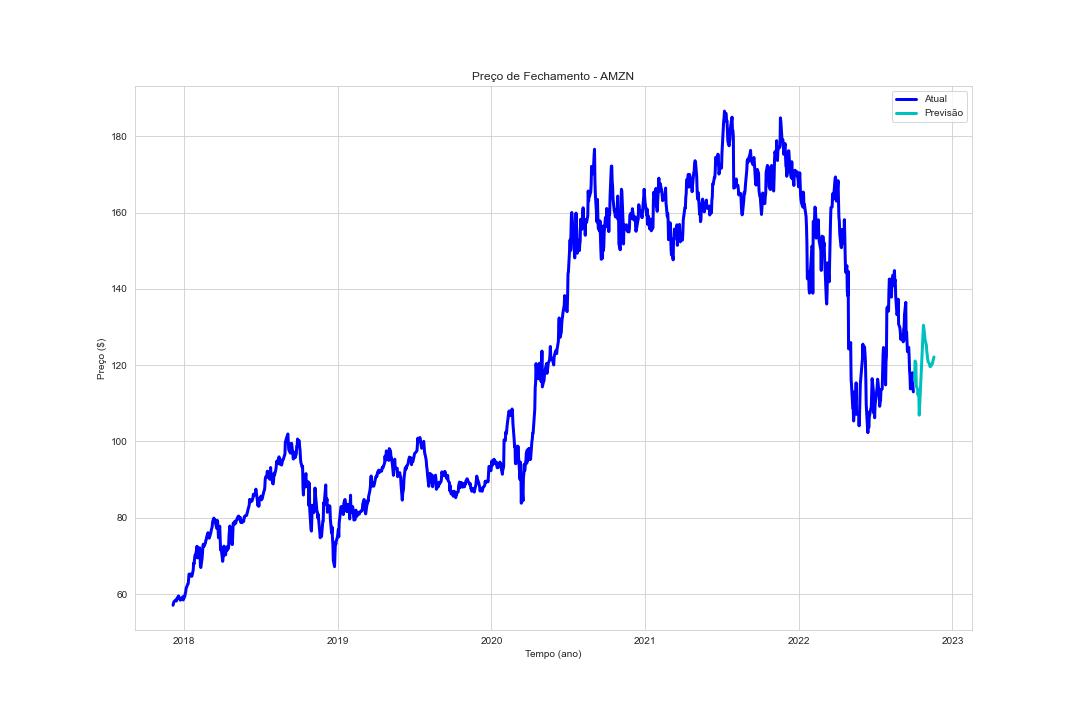 Preço de Fechamento - AMZN
Atual
Previsão
180
160
140
120
100
80
60
Preço ($)
2018
2019
2020
2021
2022
2023
Tempo (ano)